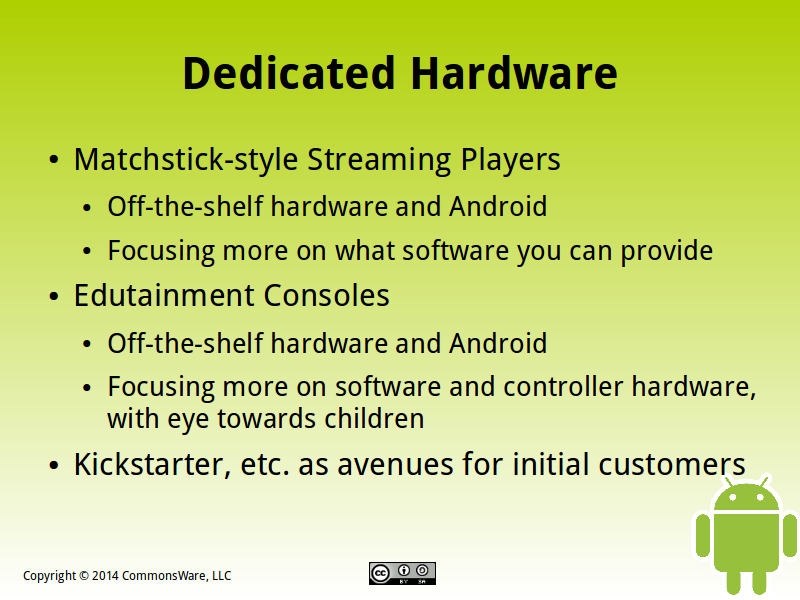 Dedicated Hardware
• Matchstick-style Streaming Players
• Off-the-shelf hardware and Android
• Focusing more on what software you can provide
• Edutainment Consoles
• Off-the-shelf hardware and Android
• Focusing more on software and controller hardware,
with eye towards children
• Kickstarter, etc. as avenues for initial customers
Copyright © 2014 CommonsWare, LLC
cc BY SA